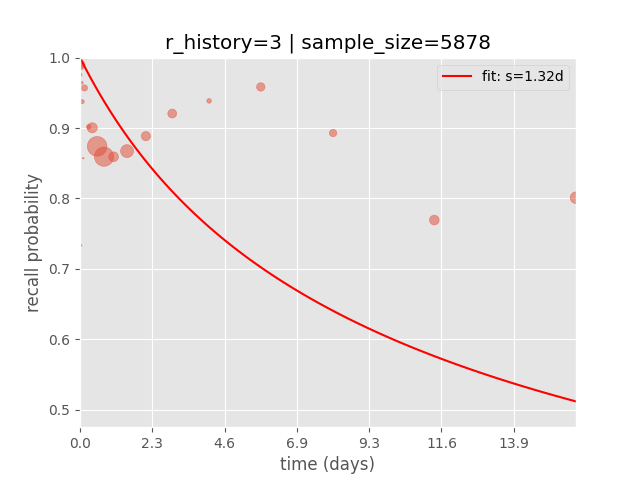 r_history=3 | sample_size=5878
fit: s=1.32d
1.0
0.9
0.8
0.7
0.6
0.5
recall probability
0.0 2.3 4.6 6.9 9.3 11.6 13.9
time (days)